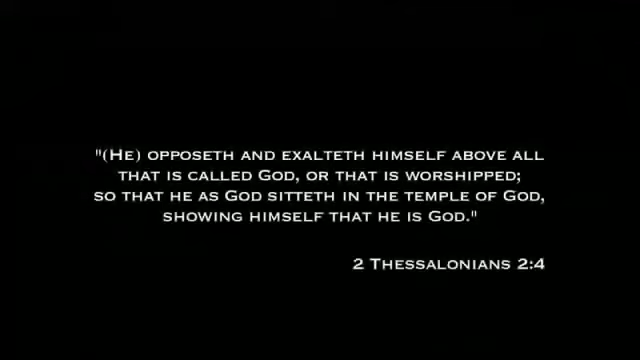 "(He) opposeth and exalteth himself above all
that is called God, or that is worshipped;
so that he as God sitteth in the temple of God,
showing himself that he is God."
2 Thessalonians 2:4